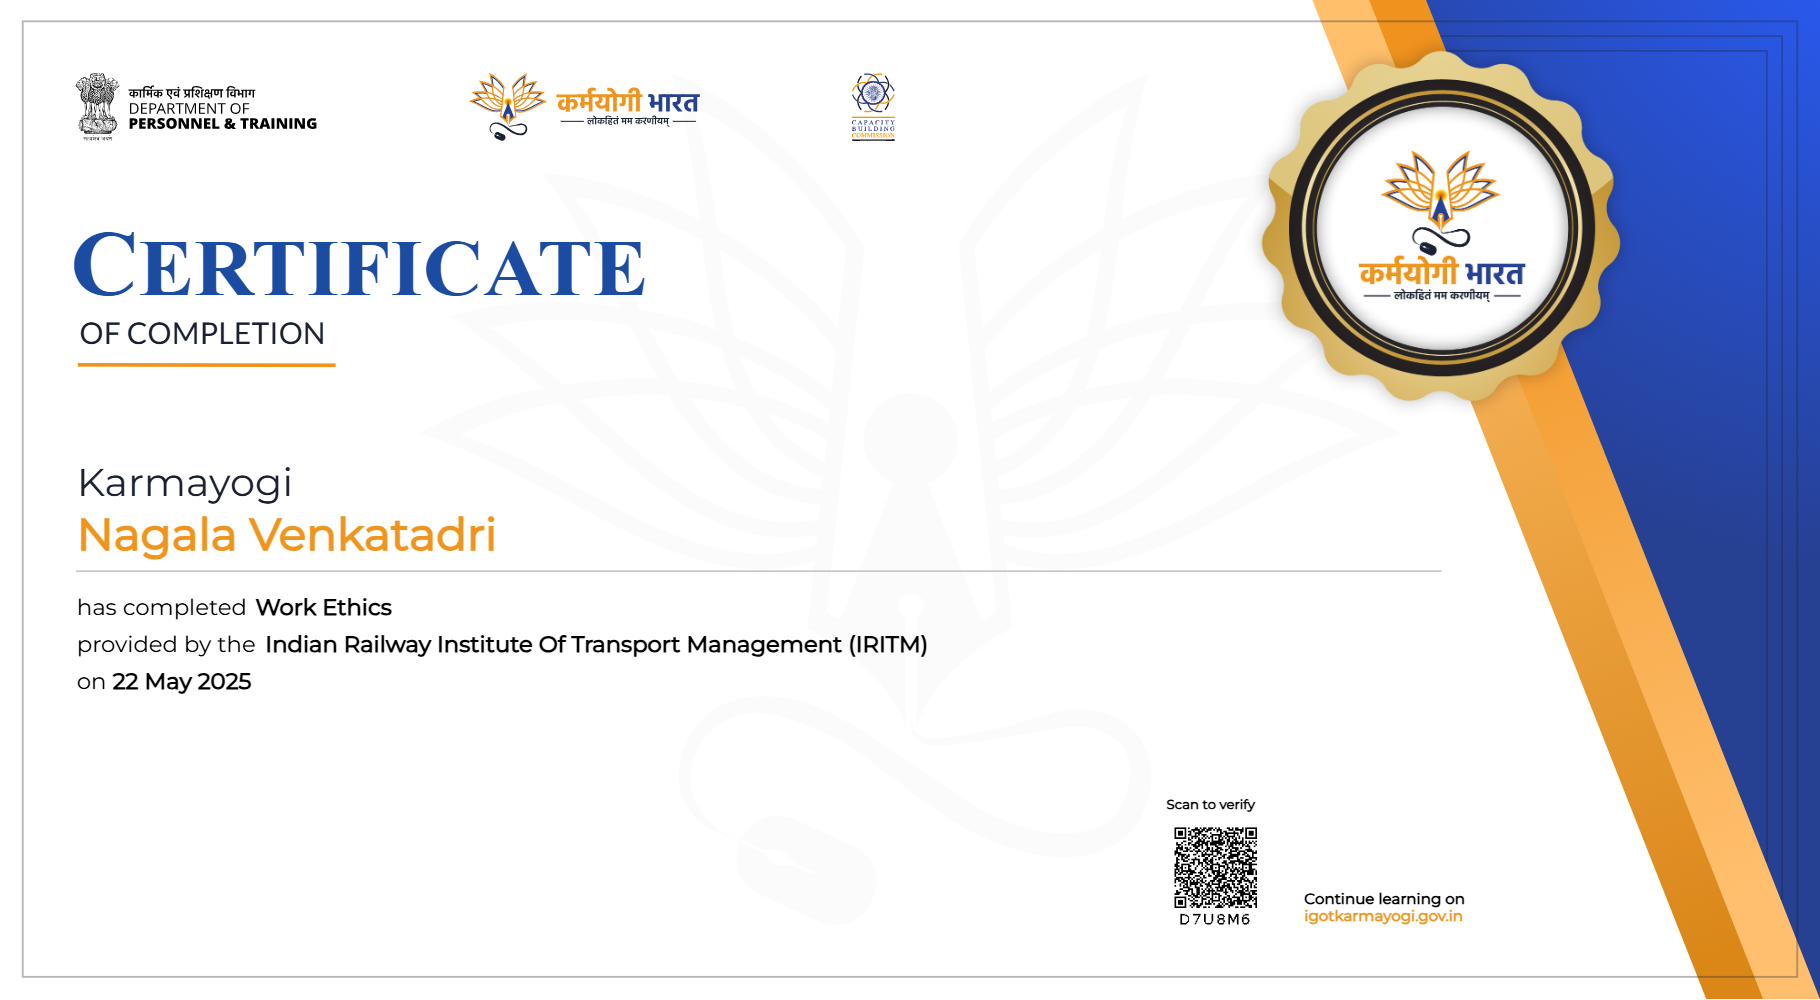 कार्मिक एवं प्रशिक्षण विभाग
DEPARTMENT OF
PERSONNEL & TRAINING
सत्यमेव जयते
कर्मयोगी भारत
लोकहितं मम करणीयम्
CAPACITY
BUILDING
COMMISSION
कर्मयोगी भारत
लोकहितं मम करणीयम्
CERTIFICATE
OF COMPLETION
Karmayogi
Nagala Venkatadri
has completed Work Ethics
provided by the Indian Railway Institute Of Transport Management (IRITM)
on 22 May 2025
Scan to verify
D7U8M6
Continue learning on
igotkarmayogi.gov.in